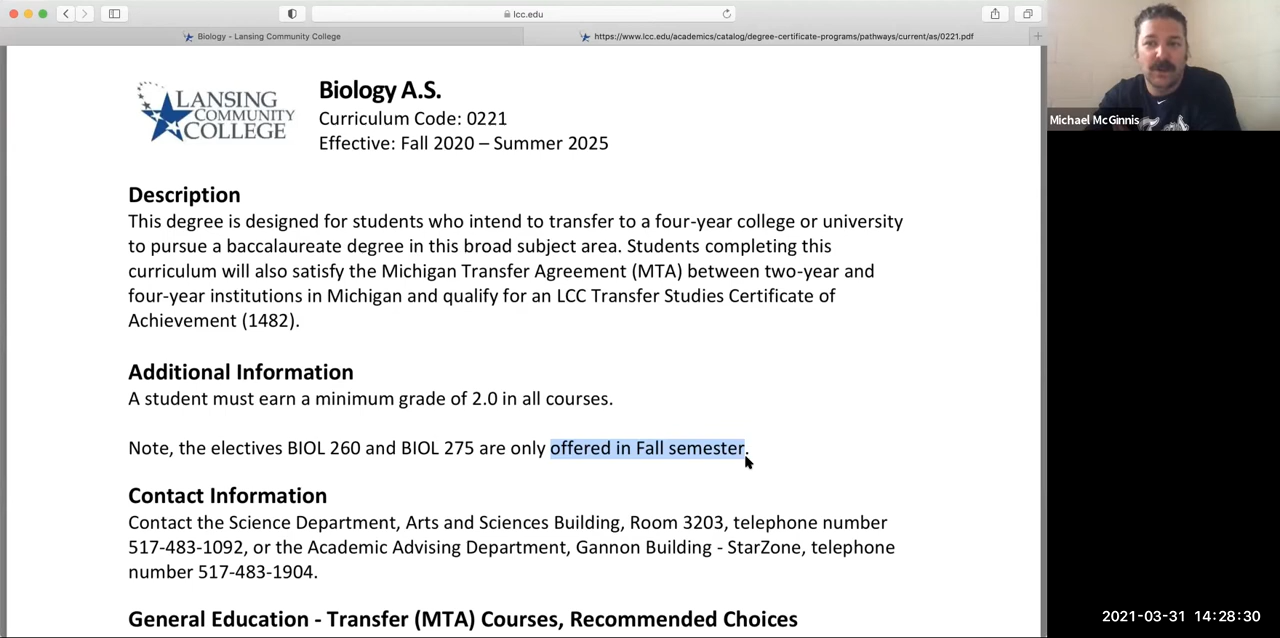 lcc.edu
Biology - Lansing Community College
https://www.lcc.edu/academics/catalog/degree-certificate-programs/pathways/current/as/0221.pdf
LANSING
COMMUNITY
COLLEGE
Biology A.S.
Curriculum Code: 0221
Effective: Fall 2020 – Summer 2025
Michael McGinnis
Description
This degree is designed for students who intend to transfer to a four-year college or university
to pursue a baccalaureate degree in this broad subject area. Students completing this
curriculum will also satisfy the Michigan Transfer Agreement (MTA) between two-year and
four-year institutions in Michigan and qualify for an LCC Transfer Studies Certificate of
Achievement (1482).
Additional Information
A student must earn a minimum grade of 2.0 in all courses.
Note, the electives BIOL 260 and BIOL 275 are only offered in Fall semester.
Contact Information
Contact the Science Department, Arts and Sciences Building, Room 3203, telephone number
517-483-1092, or the Academic Advising Department, Gannon Building - StarZone, telephone
number 517-483-1904.
General Education - Transfer (MTA) Courses, Recommended Choices
2021-03-31 14:28:30